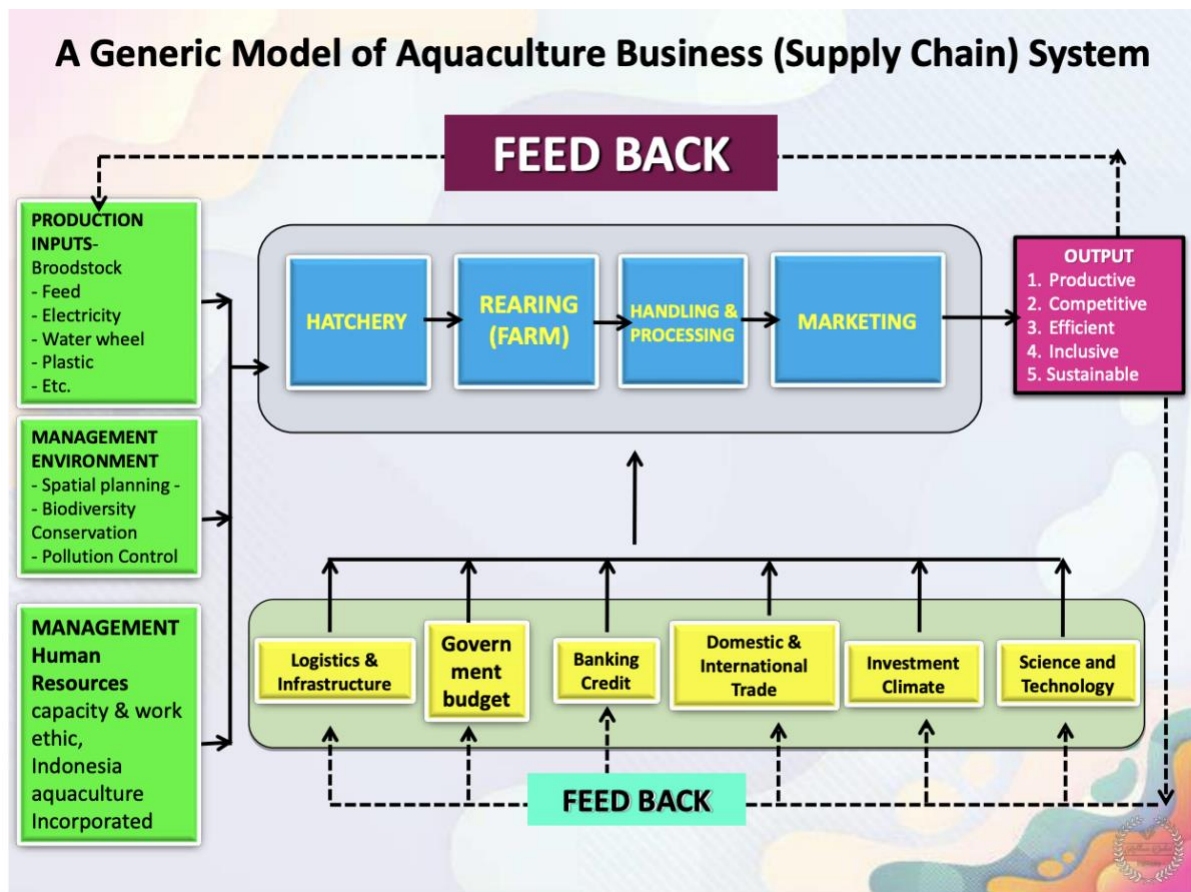 A Generic Model of Aquaculture Business (Supply Chain) System
FEED BACK
PRODUCTION
INPUTS-
Broodstock
- Feed
- Electricity
- Water wheel
- Plastic
- Etc.
MANAGEMENT
ENVIRONMENT
- Spatial planning -
- Biodiversity
Conservation
- Pollution Control
MANAGEMENT
Human
Resources
capacity & work
ethic,
Indonesia
aquaculture
Incorporated
HATCHERY
REARING
(FARM)
HANDLING &
PROCESSING
MARKETING
OUTPUT
1. Productive
2. Competitive
3. Efficient
4. Inclusive
5. Sustainable
Logistics &
Infrastructure
Govern
ment
budget
Banking
Credit
Domestic &
International
Trade
Investment
Climate
Science and
Technology
FEED BACK